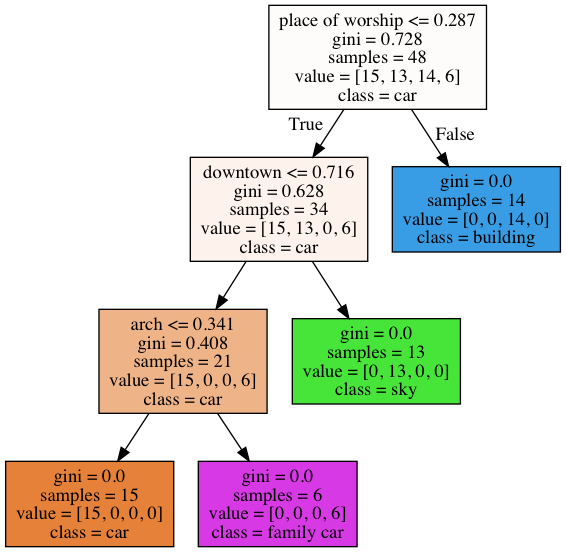 place of worship <= 0.287
gini = 0.728
samples = 48
value = [15, 13, 14, 6]
class = car
True
False
downtown <= 0.716
gini = 0.628
samples = 34
value = [15, 13, 0, 6]
class = car
gini = 0.0
samples = 14
value = [0, 0, 14, 0]
class = building
arch <= 0.341
gini = 0.408
samples = 21
value = [15, 0, 0, 6]
class = car
gini = 0.0
samples = 13
value = [0, 13, 0, 0]
class = sky
gini = 0.0
samples = 15
value = [15, 0, 0, 0]
class = car
gini = 0.0
samples = 6
value = [0, 0, 0, 6]
class = family car